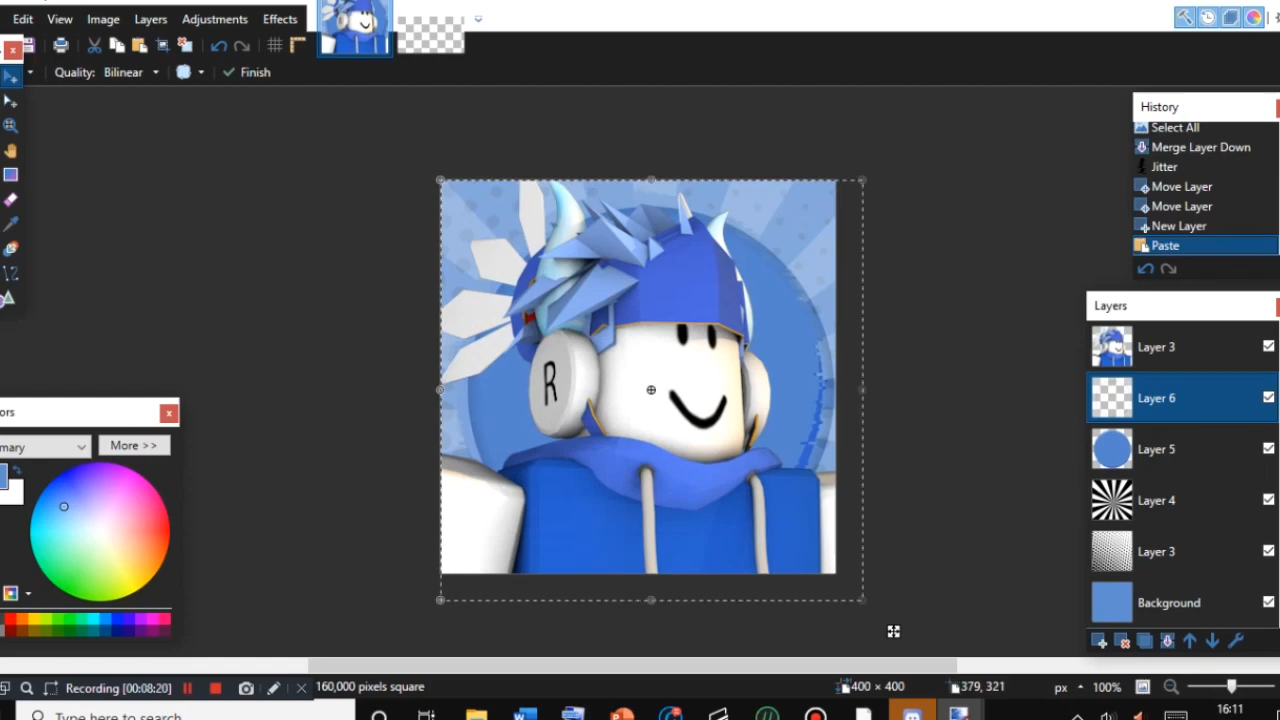 Edit View Image Layers Adjustments Effects
Quality: Bilinear Finish
History
Select All
Merge Layer Down
Jitter
Move Layer
Move Layer
New Layer
Paste
Layers
Layer 3
Layer 6
Layer 5
Layer 4
Layer 3
Background
ors
mary More >>
R
Recording [00:08:20] 160,000 pixels square 400 × 400 379, 321 px 100%
Type here to search 16:11